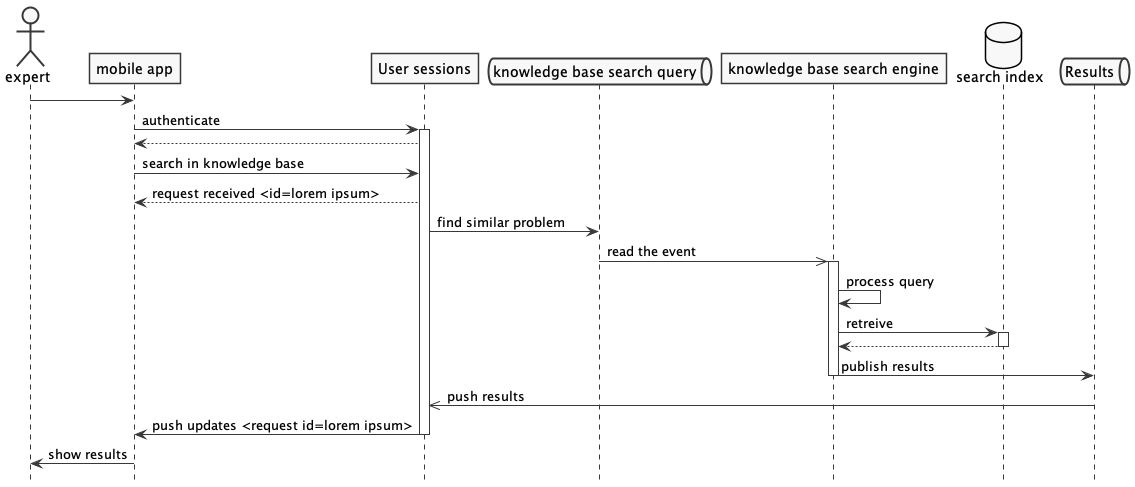 expert
mobile app
User sessions
knowledge base search query
knowledge base search engine
search index
Results
authenticate
search in knowledge base
request received <id=lorem ipsum>
find similar problem
read the event
process query
retreive
publish results
push results
push updates <request id=lorem ipsum>
show results